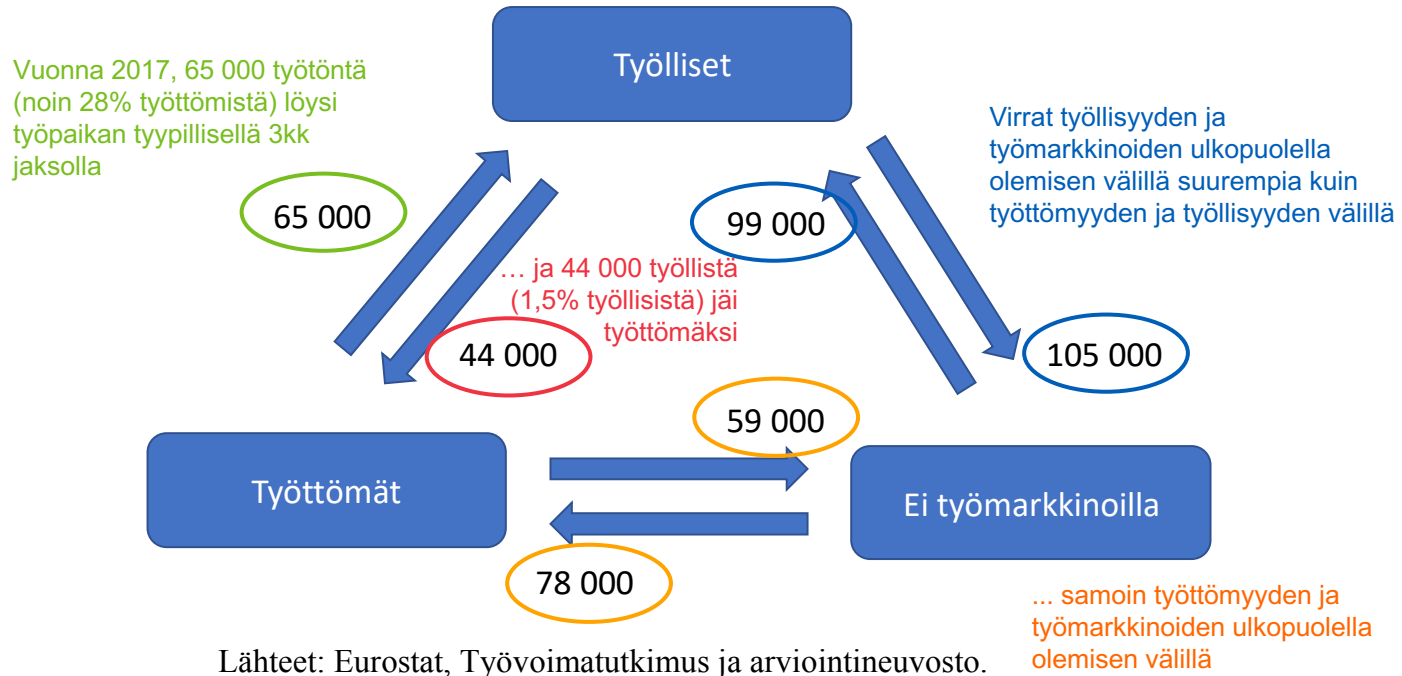 Työlliset
Vuonna 2017, 65 000 työtöntä
(noin 28% työttömistä) löysi
työpaikan tyypillisellä 3kk
jaksolla
Virrat työllisyyden ja
työmarkkinoiden ulkopuolella
olemisen välillä suurempia kuin
työttömyyden ja työllisyyden välillä
65 000
99 000
… ja 44 000 työllistä
(1,5% työllisistä) jäi
työttömäksi
44 000
105 000
59 000
Työttömät
Ei työmarkkinoilla
78 000
... samoin työttömyyden ja
työmarkkinoiden ulkopuolella
olemisen välillä
Lähteet: Eurostat, Työvoimatutkimus ja arviointineuvosto.